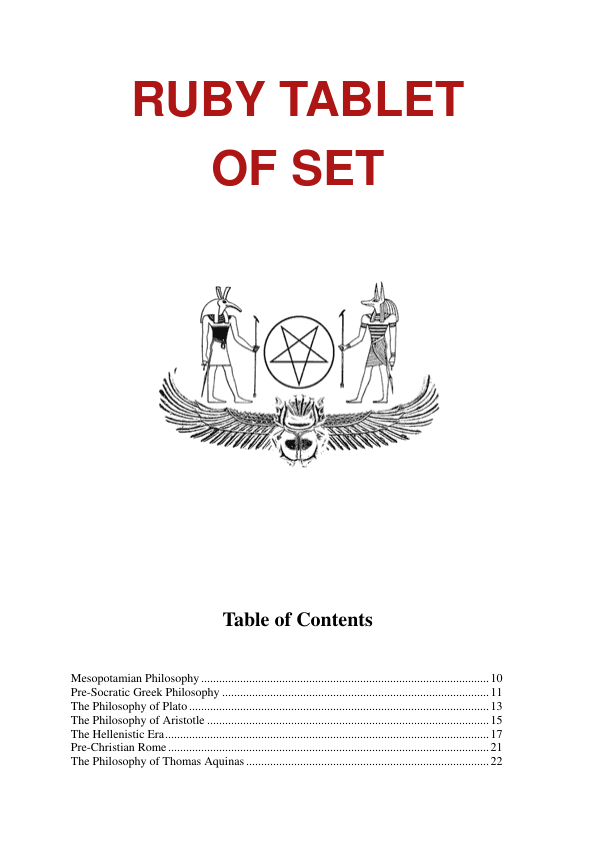 RUBY TABLET
OF SET
Table of Contents
Mesopotamian Philosophy ................................................................................................ 10
Pre-Socratic Greek Philosophy ......................................................................................... 11
The Philosophy of Plato .................................................................................................... 13
The Philosophy of Aristotle .............................................................................................. 15
The Hellenistic Era............................................................................................................ 17
Pre-Christian Rome ........................................................................................................... 21
The Philosophy of Thomas Aquinas ................................................................................. 22